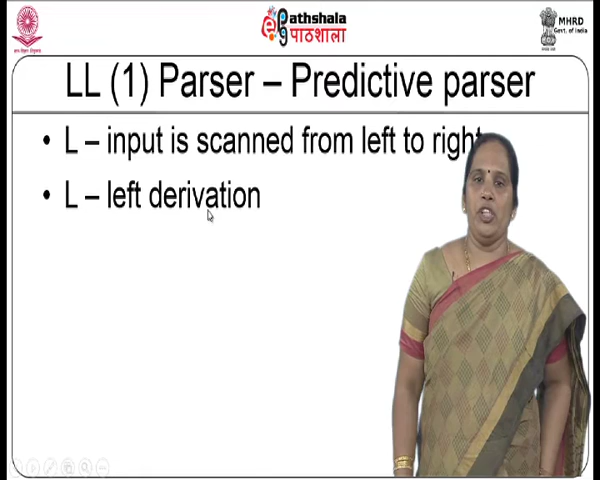 Pathshala
पाठशाला
MHRD
Govt. of India
LL (1) Parser – Predictive parser
• L – input is scanned from left to right
• L – left derivation